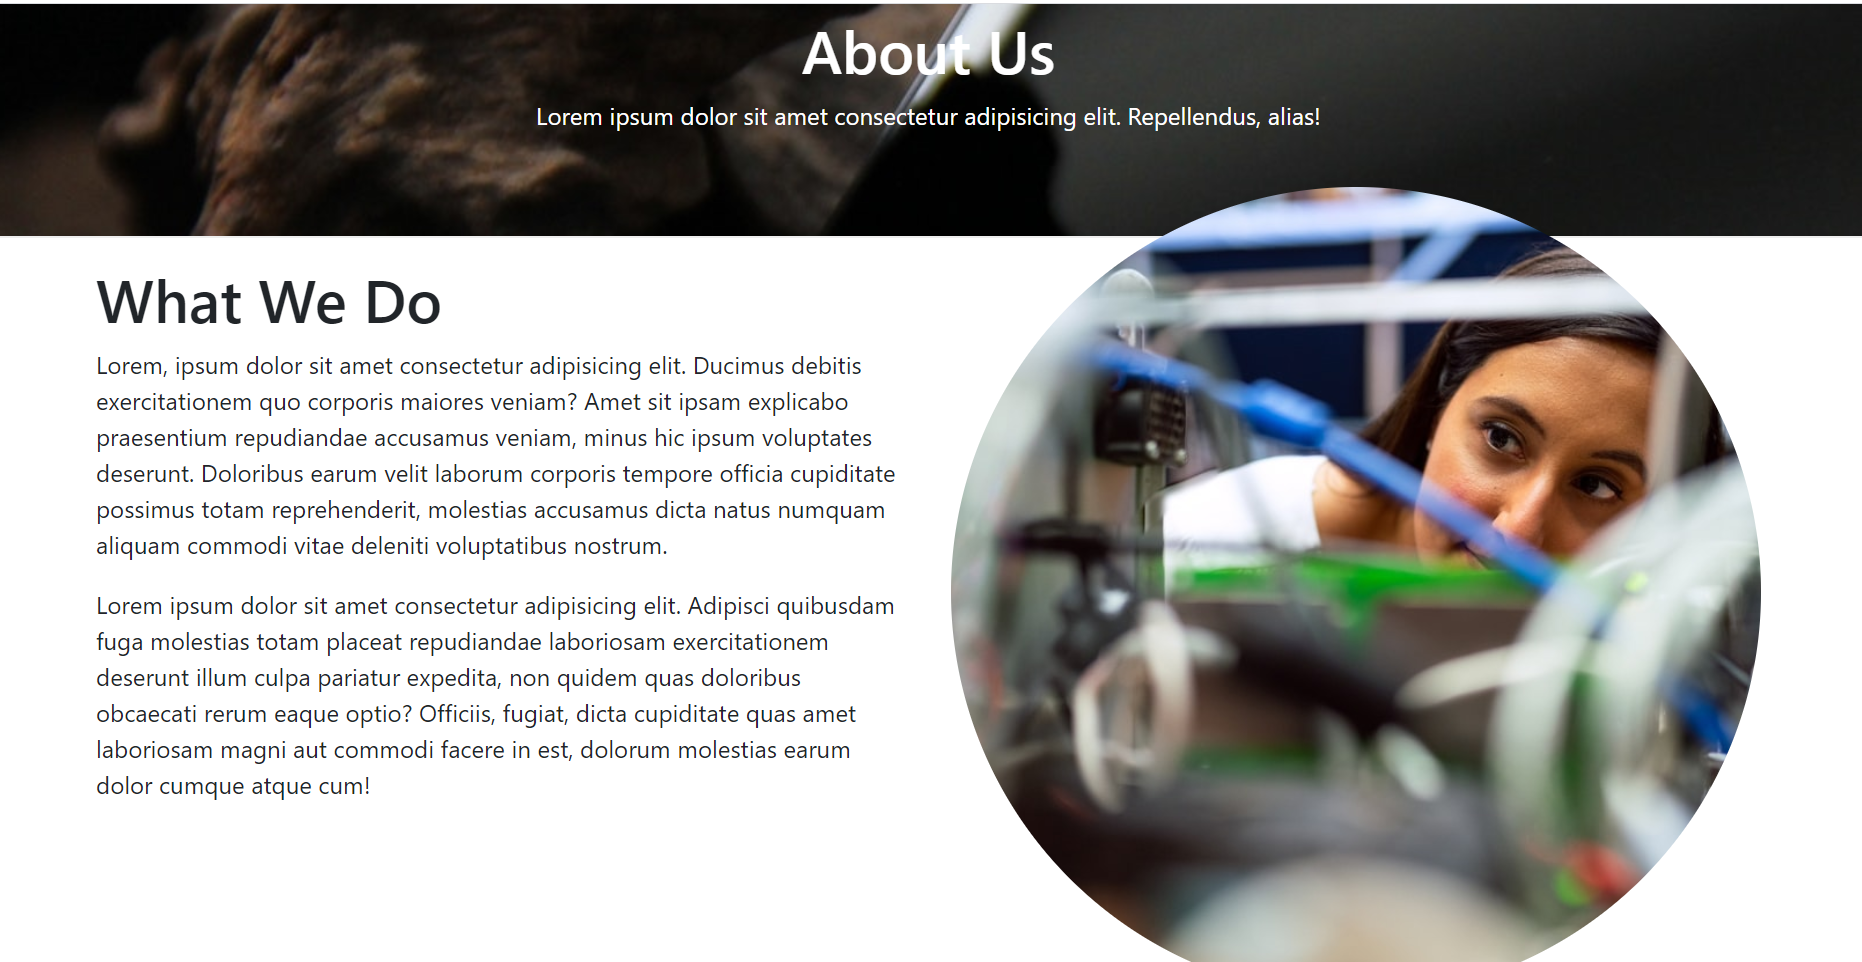 About Us
Lorem ipsum dolor sit amet consectetur adipisicing elit. Repellendus, alias!
What We Do
Lorem, ipsum dolor sit amet consectetur adipisicing elit. Ducimus debitis
exercitationem quo corporis maiores veniam? Amet sit ipsam explicabo
praesentium repudiandae accusamus veniam, minus hic ipsum voluptates
deserunt. Doloribus earum velit laborum corporis tempore officia cupiditate
possimus totam reprehenderit, molestias accusamus dicta natus numquam
aliquam commodi vitae deleniti voluptatibus nostrum.
Lorem ipsum dolor sit amet consectetur adipisicing elit. Adipisci quibusdam
fuga molestias totam placeat repudiandae laboriosam exercitationem
deserunt illum culpa pariatur expedita, non quidem quas doloribus
obcaecati rerum eaque optio? Officiis, fugiat, dicta cupiditate quas amet
laboriosam magni aut commodi facere in est, dolorum molestias earum
dolor cumque atque cum!